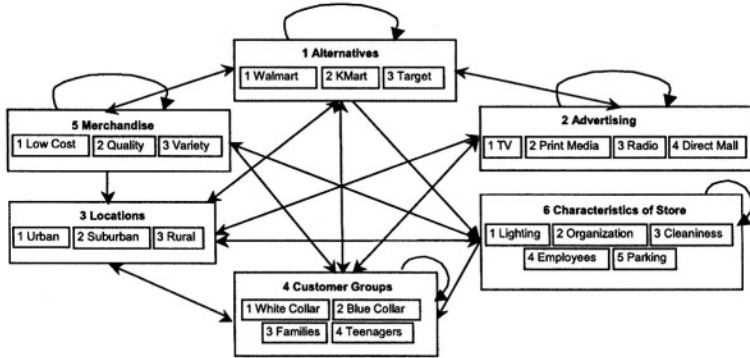 1 Alternatives
1 Walmart 2 KMart 3 Target
5 Merchandise
1 Low Cost 2 Quality 3 Variety
2 Advertising
1 TV 2 Print Media 3 Radio 4 Direct Mall
3 Locations
1 Urban 2 Suburban 3 Rural
6 Characteristics of Store
1 Lighting 2 Organization 3 Cleaniness
4 Employees 5 Parking
4 Customer Groups
1 White Collar 2 Blue Collar
3 Families 4 Teenagers